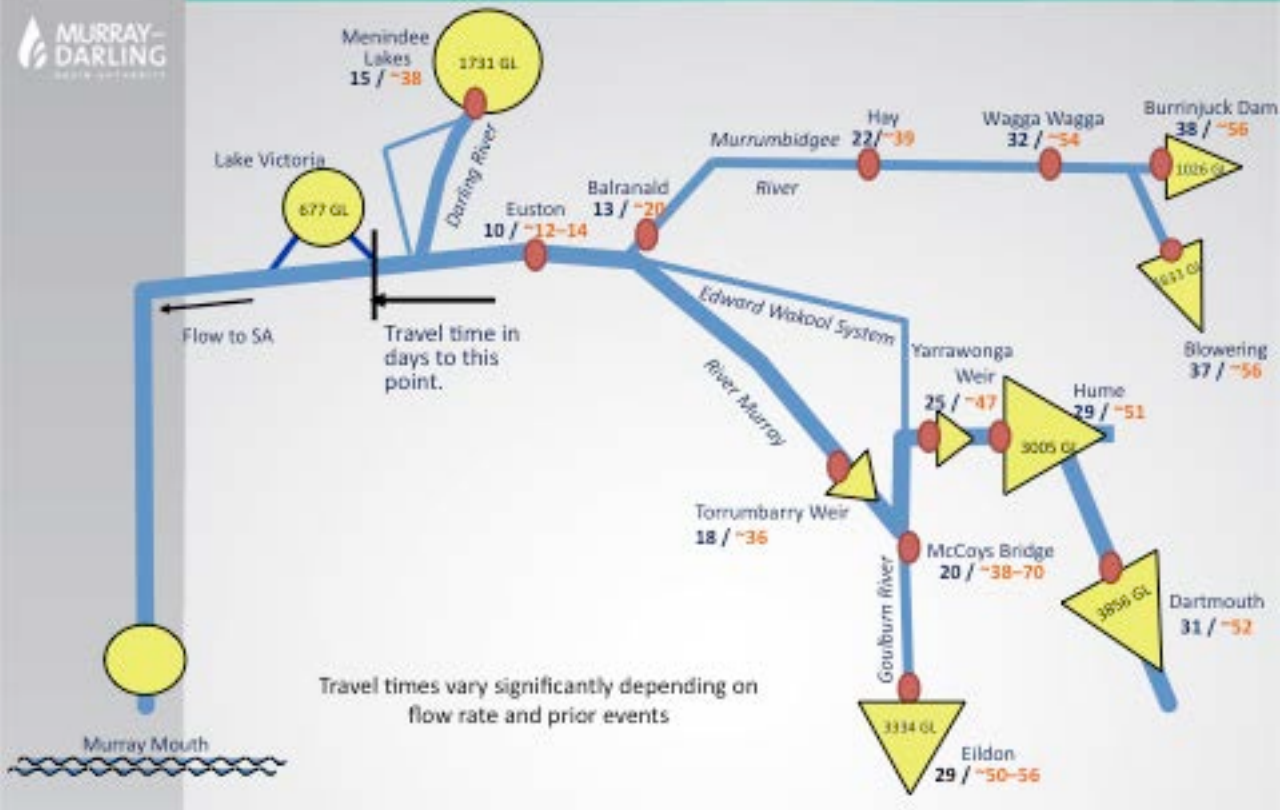 MURRAY–
DARLING
BASIN AUTHORITY
Menindee
Lakes
15 / ~38
1731 GL
Lake Victoria
677 GL
Darling River
Euston
10 / ~12–14
Balranald
13 / ~20
Murrumbidgee
River
Hay
22/~39
Wagga Wagga
32 / ~54
Burrinjuck Dam
38 / ~56
1026 GL
Blowering
37 / ~56
Flow to SA
Travel time in
days to this
point.
Edward Wakool System
River Murray
Yarrawonga
Weir
25 / ~47
Hume
29 / ~51
3005 GL
Torrumbarry Weir
18 / ~36
McCoys Bridge
20 / ~38–70
Goulburn River
3856 GL
Dartmouth
31 / ~52
3334 GL
Eildon
29 / ~50–56
Travel times vary significantly depending on
flow rate and prior events
Murray Mouth